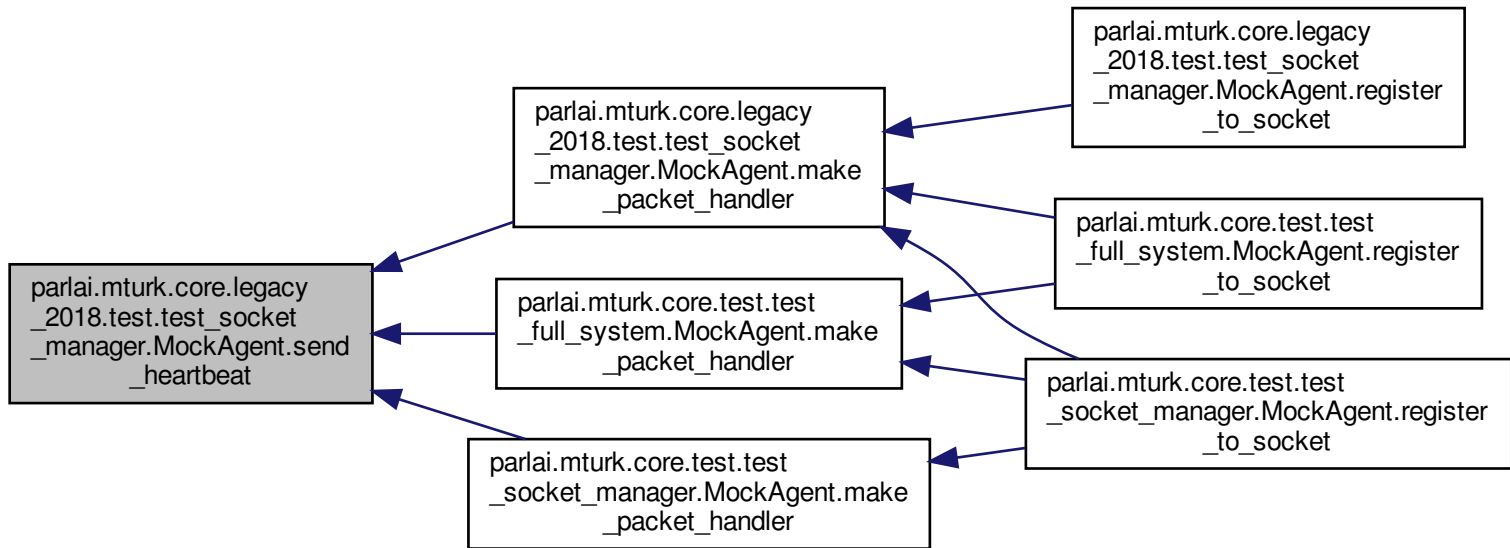 parlai.mturk.core.legacy
_2018.test.test_socket
_manager.MockAgent.send
_heartbeat
parlai.mturk.core.legacy
_2018.test.test_socket
_manager.MockAgent.make
_packet_handler
parlai.mturk.core.test.test
_full_system.MockAgent.make
_packet_handler
parlai.mturk.core.test.test
_socket_manager.MockAgent.make
_packet_handler
parlai.mturk.core.legacy
_2018.test.test_socket
_manager.MockAgent.register
_to_socket
parlai.mturk.core.test.test
_full_system.MockAgent.register
_to_socket
parlai.mturk.core.test.test
_socket_manager.MockAgent.register
_to_socket